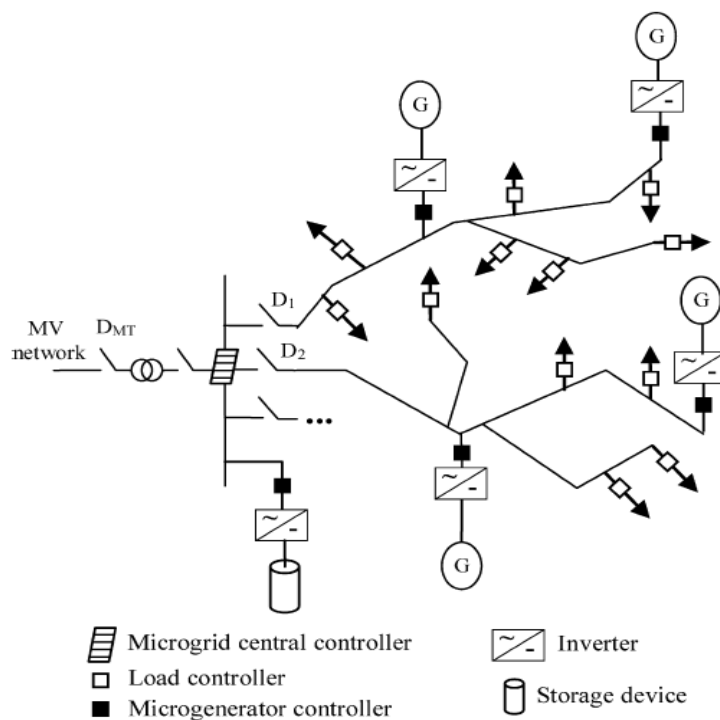 G
G
D1
G
MV
network
DMT
D2
...
G
Microgrid central controller
Inverter
Load controller
Microgenerator controller
Storage device